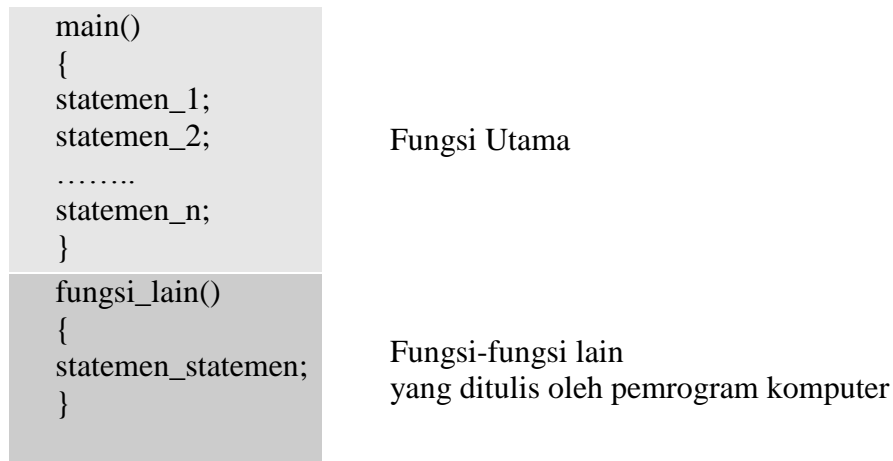 main()
{
statemen_1;
statemen_2;
……..
statemen_n;
}
Fungsi Utama
fungsi_lain()
{
statemen_statemen;
}
Fungsi-fungsi lain
yang ditulis oleh pemrogram komputer